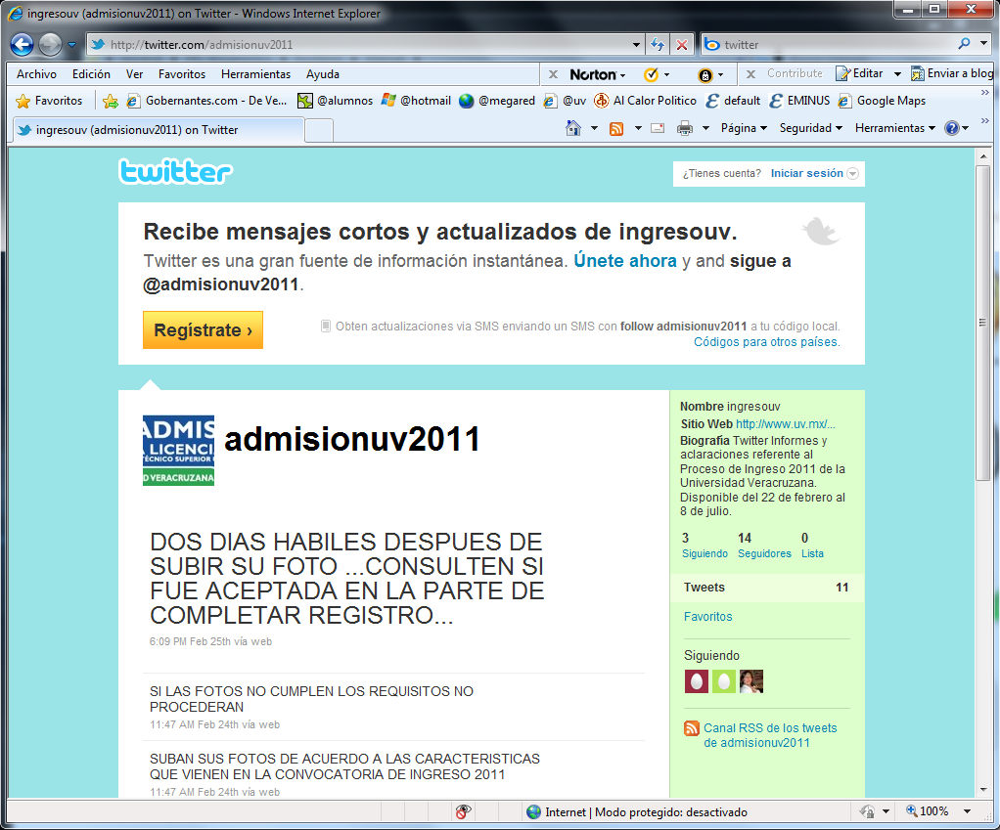 ingresouv (admisionuv2011) on Twitter - Windows Internet Explorer
http://twitter.com/admisionuv2011
twitter
Archivo Edición Ver Favoritos Herramientas Ayuda
Norton
Contribute
Editar
Enviar a blog
Favoritos
Gobernantes.com - De Ve...
@alumnos
@hotmail
@megared
@uv
Al Calor Politico
default
EMINUS
Google Maps
ingresouv (admisionuv2011) on Twitter
Página Seguridad Herramientas
twitter
¿Tienes cuenta? Iniciar sesión
Recibe mensajes cortos y actualizados de ingresouv.
Twitter es una gran fuente de información instantánea. Únete ahora y and sigue a
@admisionuv2011.
Regístrate ›
Obten actualizaciones via SMS enviando un SMS con follow admisionuv2011 a tu código local.
Códigos para otros países.
ADMIS
A LICENCI
TÉCNICO SUPERIOR
D VERACRUZANA
admisionuv2011
DOS DIAS HABILES DESPUES DE
SUBIR SU FOTO ...CONSULTEN SI
FUE ACEPTADA EN LA PARTE DE
COMPLETAR REGISTRO...
6:09 PM Feb 25th vía web
SI LAS FOTOS NO CUMPLEN LOS REQUISITOS NO
PROCEDERAN
11:47 AM Feb 24th vía web
SUBAN SUS FOTOS DE ACUERDO A LAS CARACTERISTICAS
QUE VIENEN EN LA CONVOCATORIA DE INGRESO 2011
11:47 AM Feb 24th vía web
Nombre ingresouv
Sitio Web http://www.uv.mx/...
Biografía Twitter Informes y
aclaraciones referente al
Proceso de Ingreso 2011 de la
Universidad Veracruzana.
Disponible del 22 de febrero al
8 de julio.
3 14 0
Siguiendo Seguidores Lista
Tweets 11
Favoritos
Siguiendo
Canal RSS de los tweets
de admisionuv2011
Internet | Modo protegido: desactivado
100%